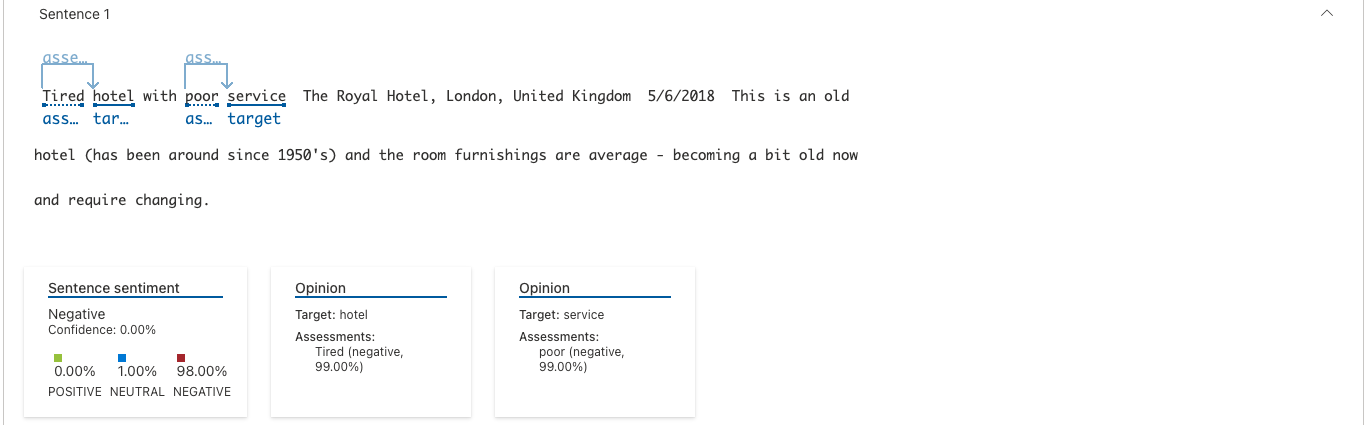 Sentence 1
asse... ass...
Tired hotel with poor service The Royal Hotel, London, United Kingdom 5/6/2018 This is an old
ass... tar... as... target
hotel (has been around since 1950's) and the room furnishings are average - becoming a bit old now
and require changing.
Sentence sentiment
Negative
Confidence: 0.00%
0.00% 1.00% 98.00%
POSITIVE NEUTRAL NEGATIVE
Opinion
Target: hotel
Assessments:
Tired (negative,
99.00%)
Opinion
Target: service
Assessments:
poor (negative,
99.00%)